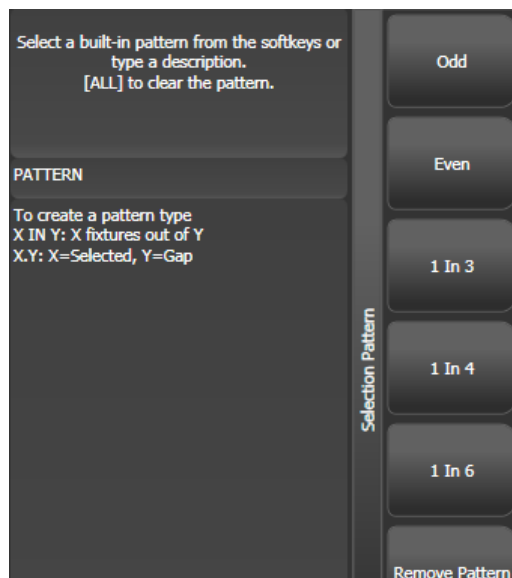 Select a built-in pattern from the softkeys or
type a description.
[ALL] to clear the pattern.
PATTERN
To create a pattern type
X IN Y: X fixtures out of Y
X.Y: X=Selected, Y=Gap
Selection Pattern
Odd
Even
1 In 3
1 In 4
1 In 6
Remove Pattern